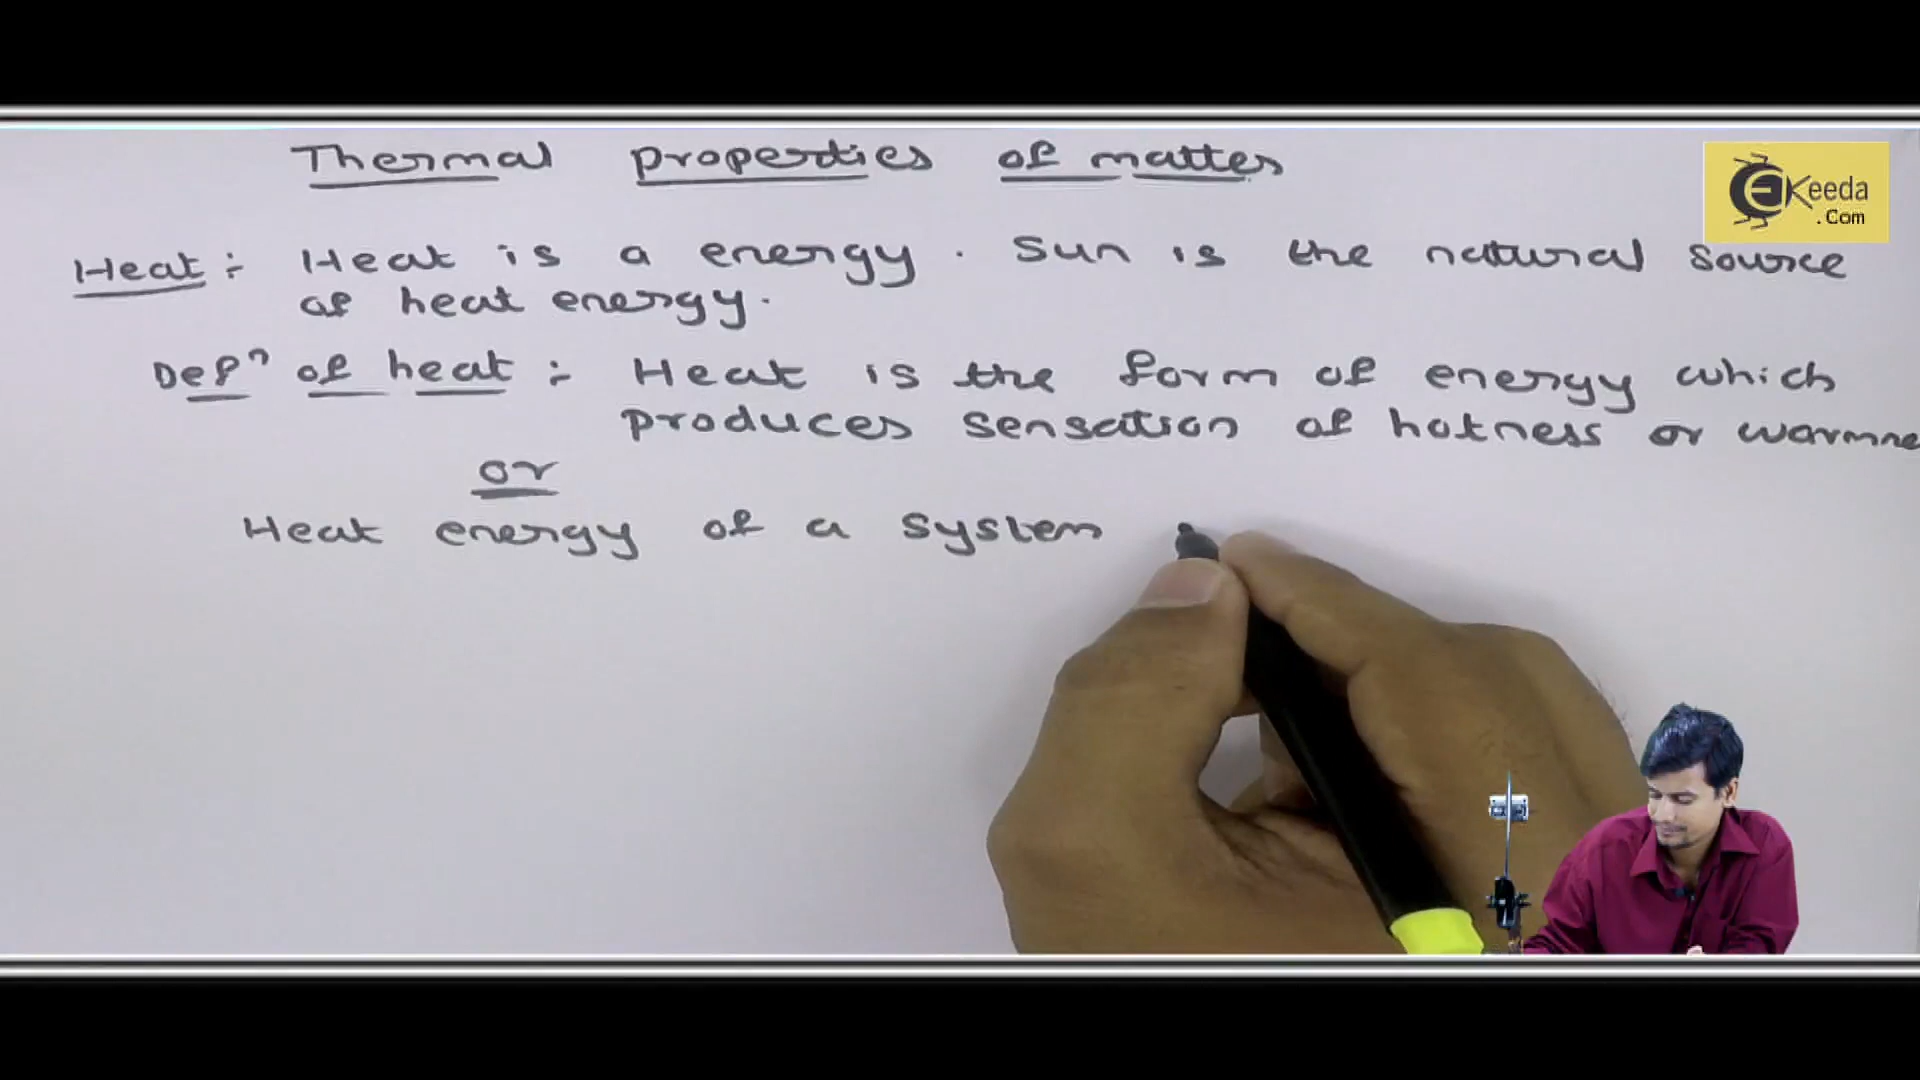 Thermal properties of matter
EKeeda
.Com
Heat :- Heat is a energy. Sun is the natural source
of heat energy.
Defⁿ of heat :- Heat is the form of energy which
produces sensation of hotness or warmne
or
Heat energy of a system